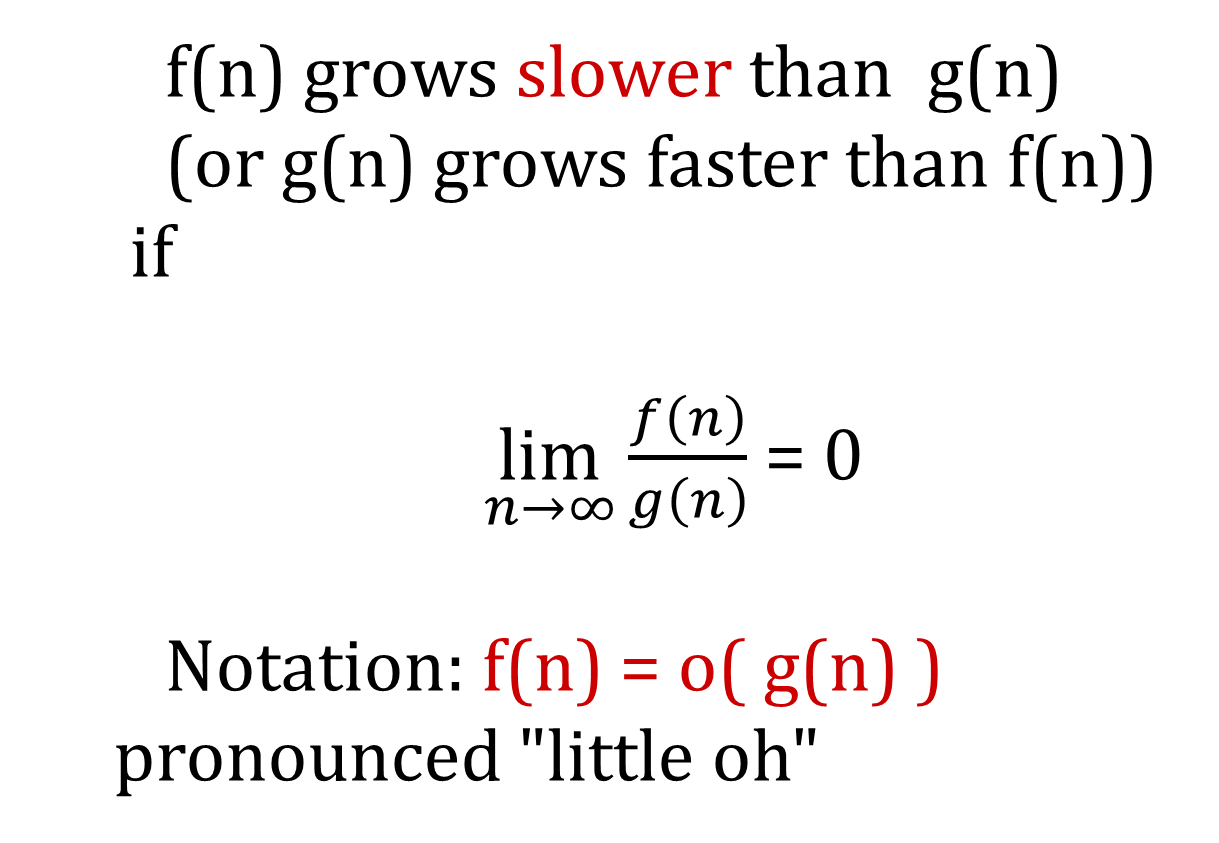 f(n) grows slower than g(n)
(or g(n) grows faster than f(n))
if
lim n→∞ f(n)/g(n) = 0
Notation: f(n) = o( g(n) )
pronounced "little oh"